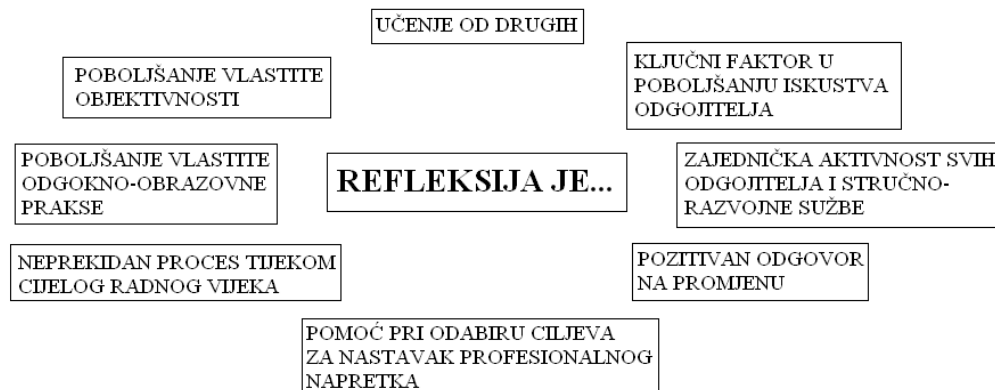 UČENJE OD DRUGIH
POBOLJŠANJE VLASTITE
OBJEKTIVNOSTI
KLJUČNI FAKTOR U
POBOLJŠANJU ISKUSTVA
ODGOJITELJA
POBOLJŠANJE VLASTITE
ODGOKNO-OBRAZOVNE
PRAKSE
REFLEKSIJA JE...
ZAJEDNIČKA AKTIVNOST SVIH
ODGOJITELJA I STRUČNO-
RAZVOJNE SUŽBE
NEPREKIDAN PROCES TIJEKOM
CIJELOG RADNOG VIJEKA
POZITIVAN ODGOVOR
NA PROMJENU
POMOĆ PRI ODABIRU CILJEVA
ZA NASTAVAK PROFESIONALNOG
NAPRETKA